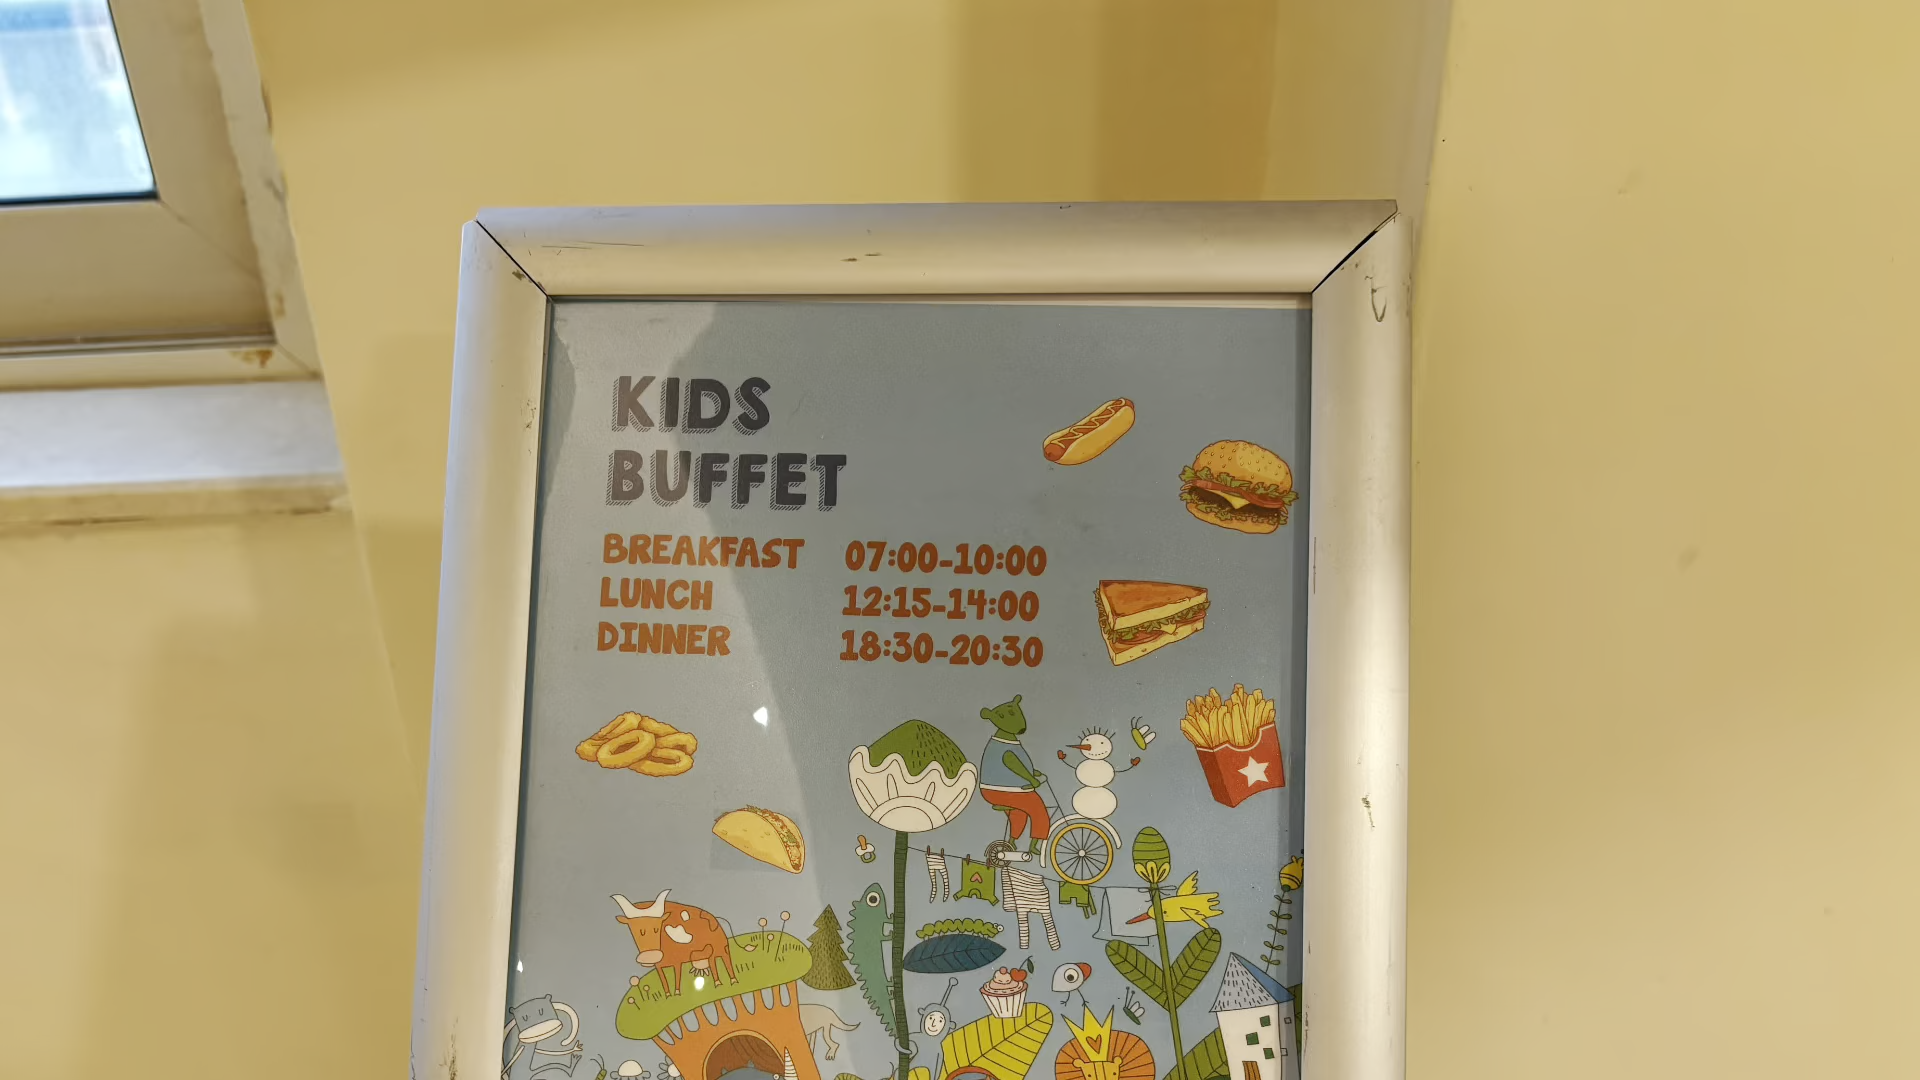 KIDS
BUFFET
BREAKFAST 07:00-10:00
LUNCH 12:15-14:00
DINNER 18:30-20:30